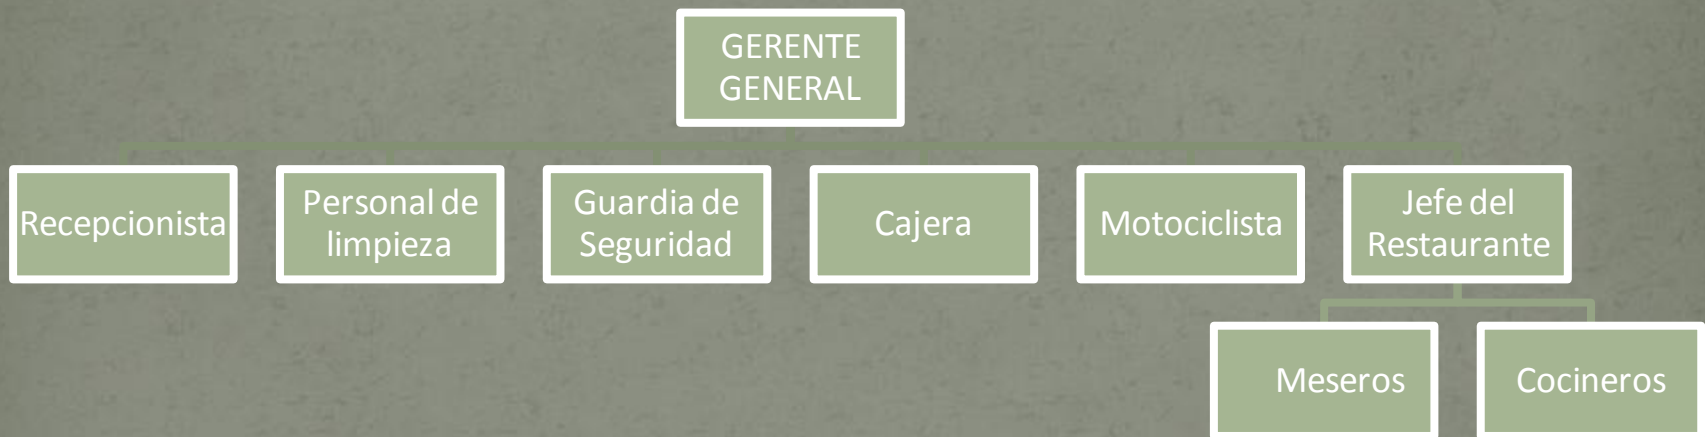 GERENTE
GENERAL
Recepcionista
Personal de
limpieza
Guardia de
Seguridad
Cajera
Motociclista
Jefe del
Restaurante
Meseros
Cocineros